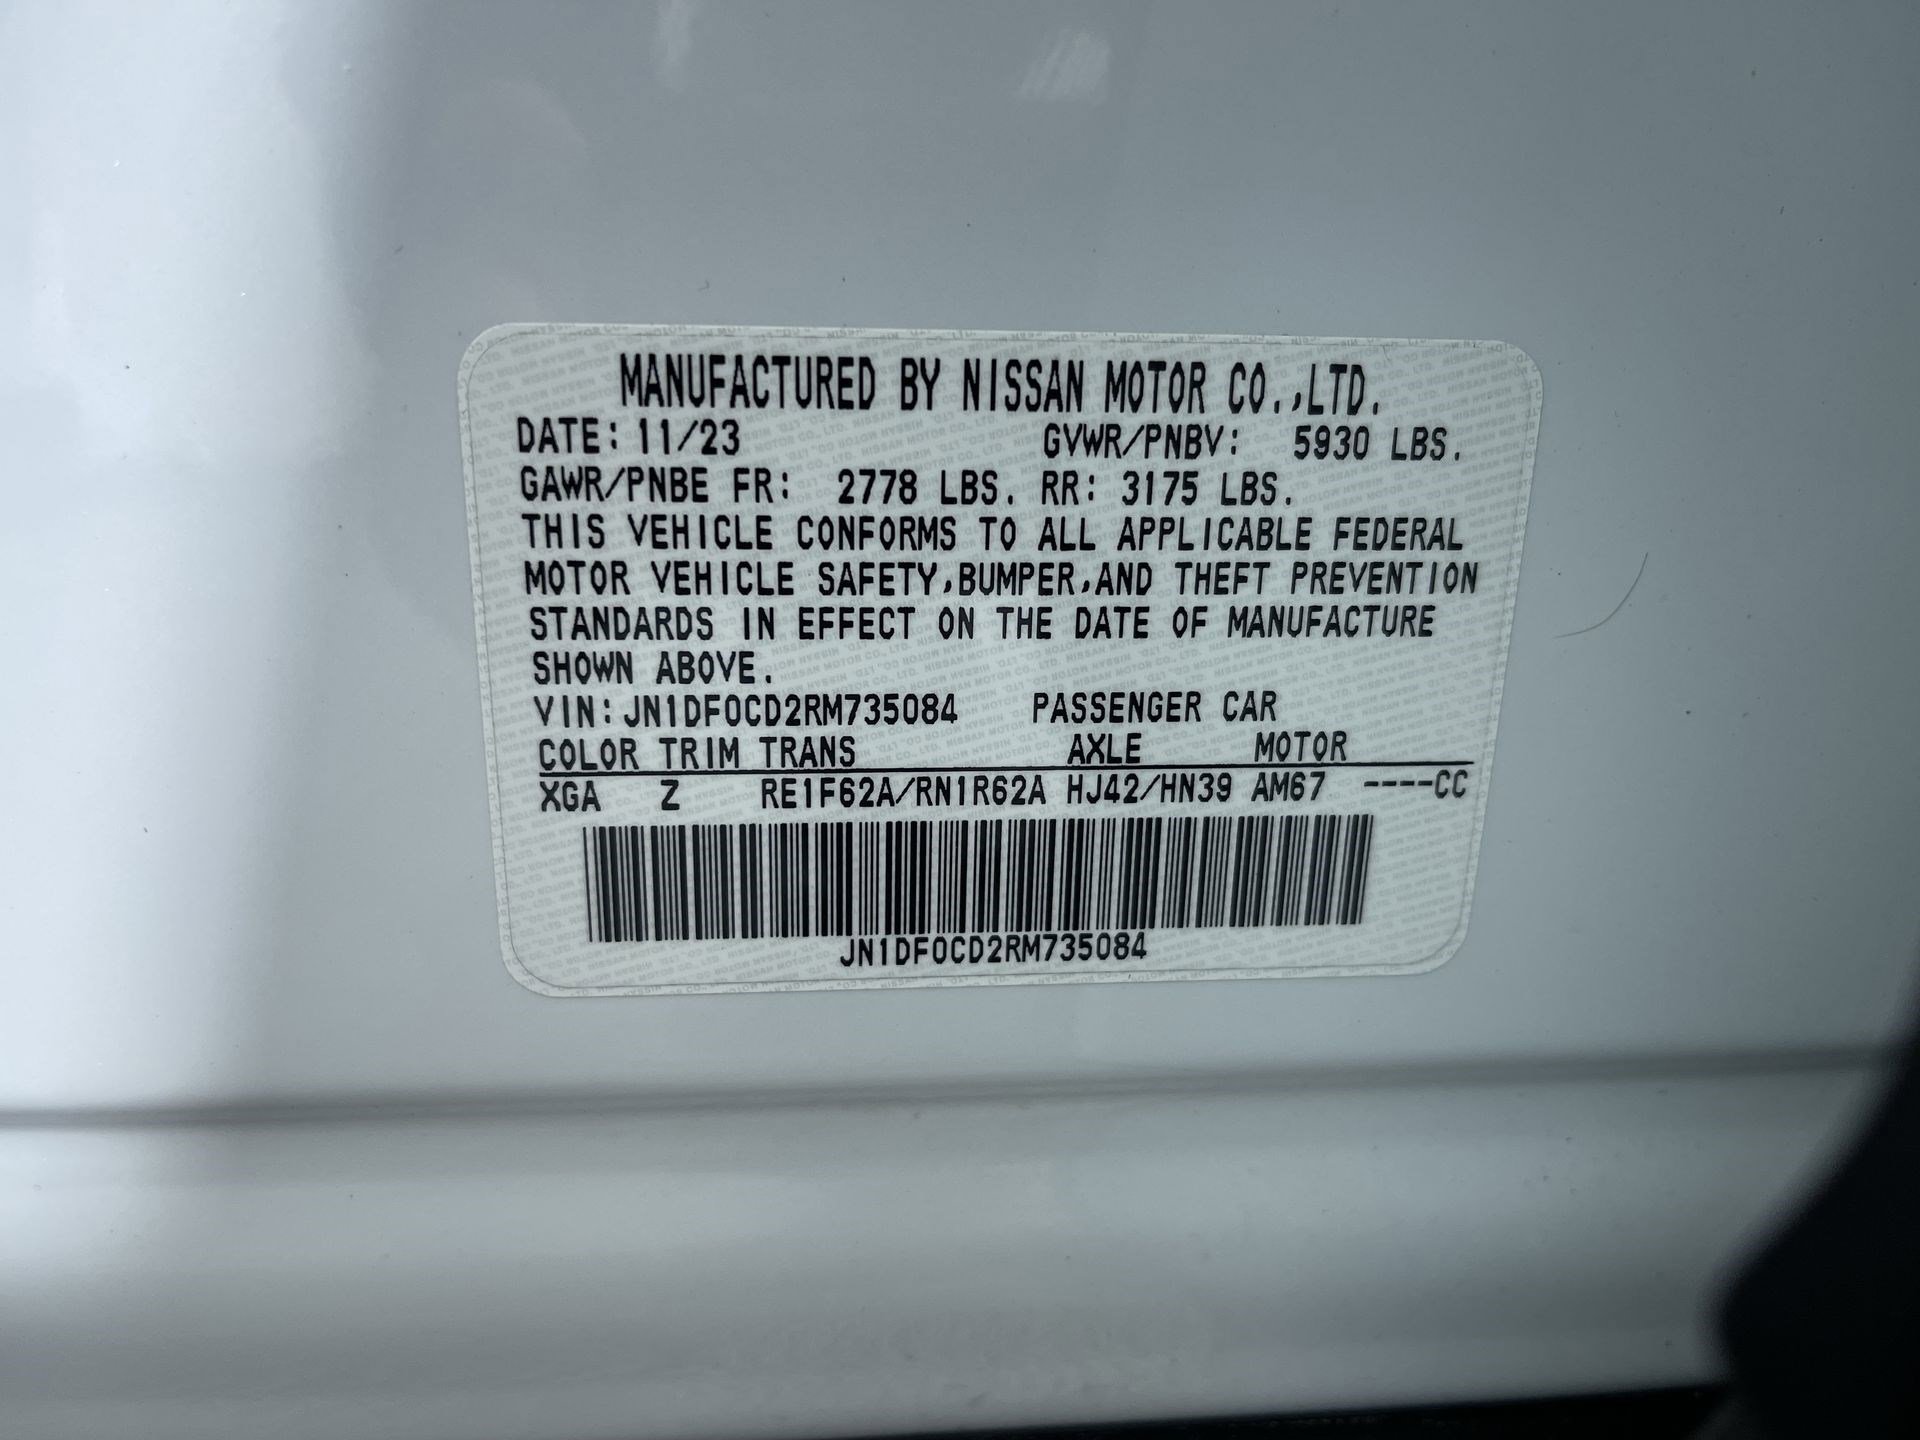 MANUFACTURED BY NISSAN MOTOR CO.,LTD.
DATE: 11/23 GVWR/PNBV: 5930 LBS.
GAWR/PNBE FR: 2778 LBS. RR: 3175 LBS.
THIS VEHICLE CONFORMS TO ALL APPLICABLE FEDERAL
MOTOR VEHICLE SAFETY,BUMPER,AND THEFT PREVENTION
STANDARDS IN EFFECT ON THE DATE OF MANUFACTURE
SHOWN ABOVE.
VIN:JN1DF0CD2RM735084 PASSENGER CAR
COLOR TRIM TRANS AXLE MOTOR
XGA Z RE1F62A/RN1R62A HJ42/HN39 AM67 ----CC
JN1DF0CD2RM735084